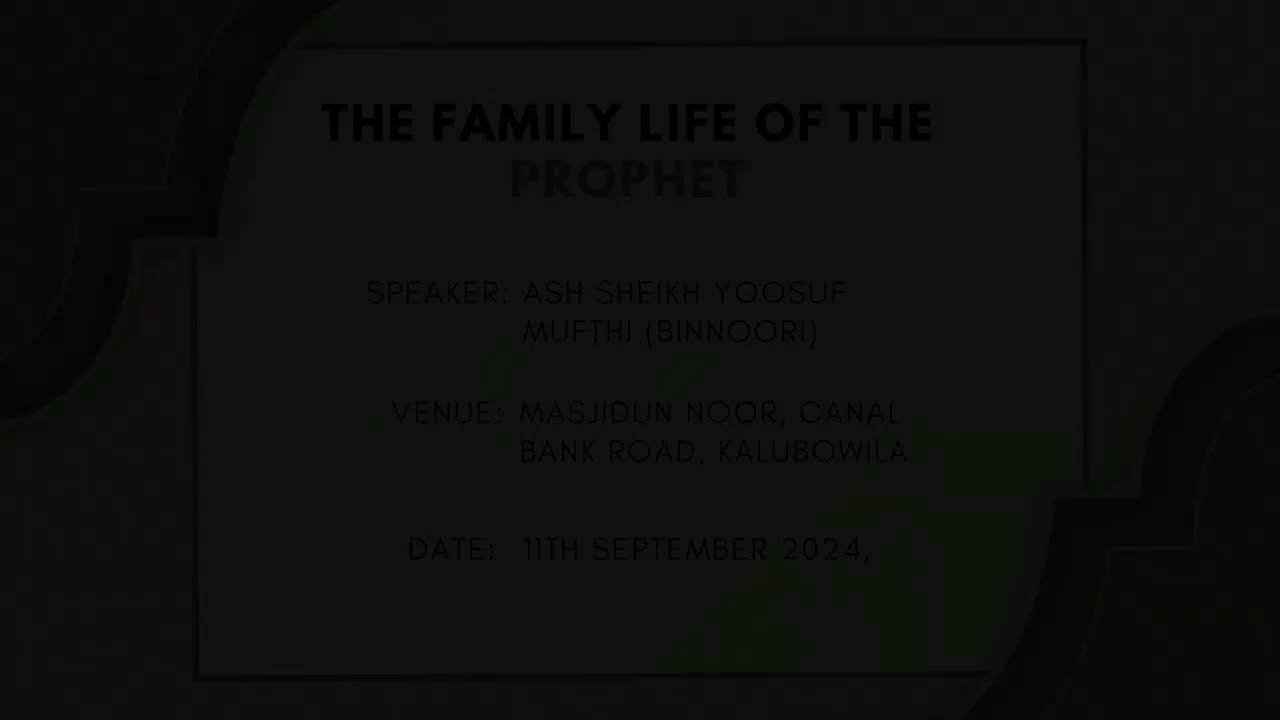 THE FAMILY LIFE OF THE
PROPHET
SPEAKER: ASH SHEIKH YOOSUF
MUFTHI (BINNOORI)
VENUE: MASJIDUN NOOR, CANAL
BANK ROAD, KALUBOWILA
DATE: 11TH SEPTEMBER 2024,